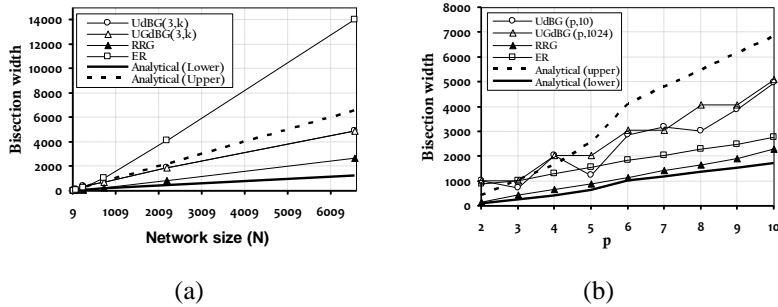 UdBG(3,k)
UGdBG(3,k)
RRG
ER
Analytical (Lower)
Analytical (Upper)
Bisection width
14000
12000
10000
8000
6000
4000
2000
0
9 1009 2009 3009 4009 5009 6009
Network size (N)
(a)
UdBG (p,10)
UGdBG (p,1024)
RRG
ER
Analytical (upper)
Analytical (lower)
Bisection width
8000
7000
6000
5000
4000
3000
2000
1000
0
2 3 4 5 6 7 8 9 10
p
(b)